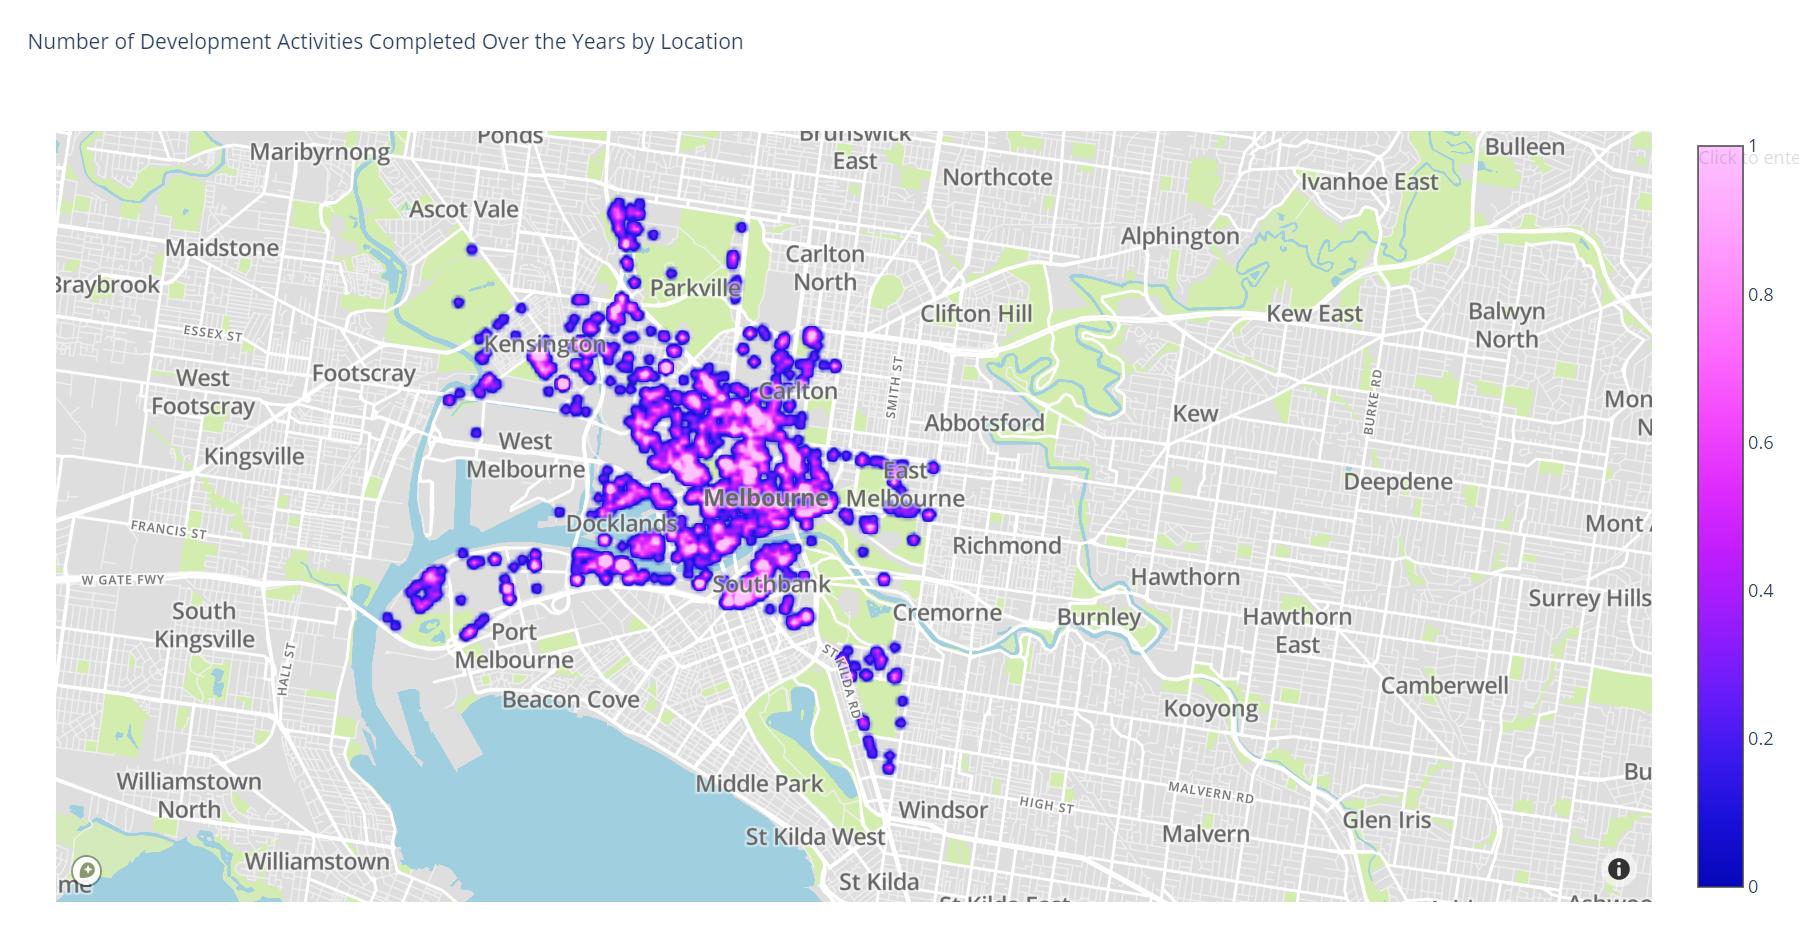 Number of Development Activities Completed Over the Years by Location
Ponds
Brunswick
East
Maribyrnong
Bulleen
Northcote
Ivanhoe East
Ascot Vale
Maidstone
Alphington
Carlton
North
Braybrook
Parkville
Clifton Hill
Kew East
Balwyn
North
ESSEX ST
Kensington
SMITH ST
BURKE RD
West
Footscray
Footscray
Carlton
Abbotsford
Kew
Mon
N
West
Melbourne
Kingsville
East
Melbourne
Melbourne
Deepdene
FRANCIS ST
Docklands
Mont A
Richmond
W GATE FWY
Southbank
Hawthorn
South
Kingsville
Cremorne
Burnley
Hawthorn
East
Surrey Hills
Port
Melbourne
HALL ST
ST KILDA RD
Beacon Cove
Camberwell
Kooyong
Williamstown
North
Middle Park
Bu
MALVERN RD
HIGH ST
Windsor
Malvern
Glen Iris
St Kilda West
Williamstown
me
St Kilda
St Kilda East
Ashwoo
Click to ente
1
0.8
0.6
0.4
0.2
0